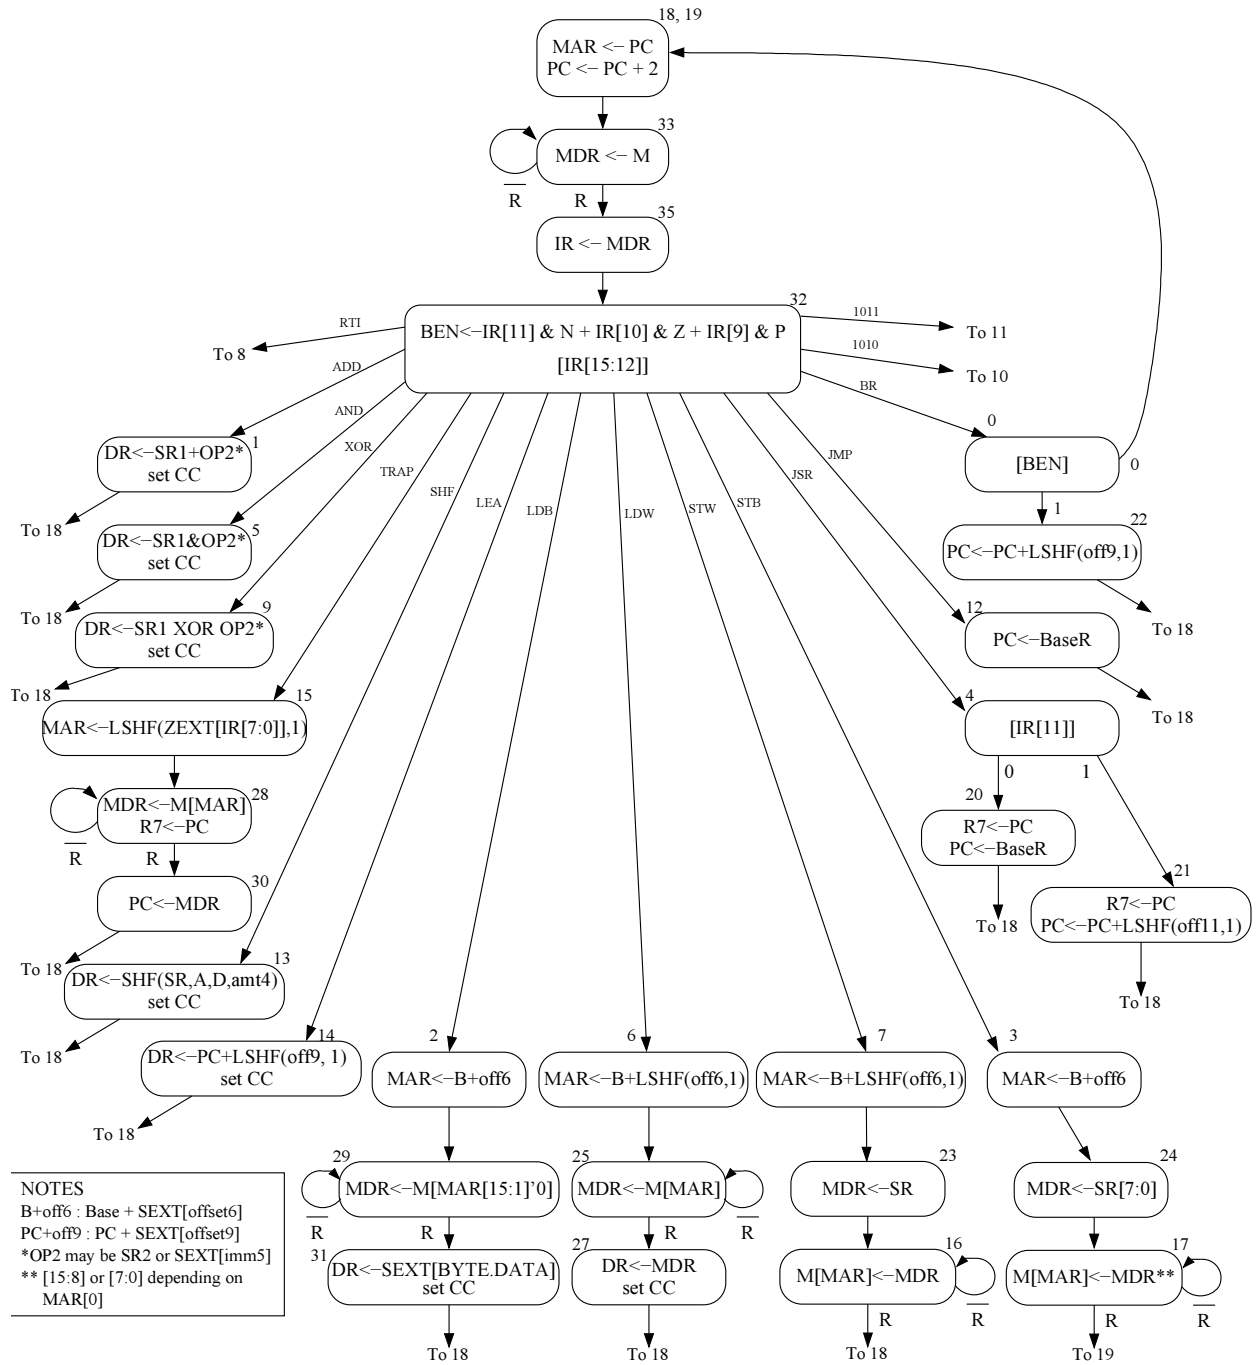 18, 19
MAR <− PC
PC <− PC + 2
33
MDR <− M
R
R
35
IR <− MDR
32
BEN<−IR[11] & N + IR[10] & Z + IR[9] & P
[IR[15:12]]
RTI
To 8
1011
To 11
1010
To 10
ADD
AND
XOR
TRAP
SHF
LEA
LDB
LDW
STW
STB
JSR
JMP
BR
1
DR<−SR1+OP2*
set CC
To 18
5
DR<−SR1&OP2*
set CC
To 18
9
DR<−SR1 XOR OP2*
set CC
To 18
0
[BEN]
0
1
22
PC<−PC+LSHF(off9,1)
To 18
12
PC<−BaseR
To 18
15
MAR<−LSHF(ZEXT[IR[7:0]],1)
28
MDR<−M[MAR]
R7<−PC
R
R
30
PC<−MDR
To 18
4
[IR[11]]
0
1
20
R7<−PC
PC<−BaseR
To 18
21
R7<−PC
PC<−PC+LSHF(off11,1)
To 18
13
DR<−SHF(SR,A,D,amt4)
set CC
To 18
14
DR<−PC+LSHF(off9, 1)
set CC
To 18
2
MAR<−B+off6
29
MDR<−M[MAR[15:1]'0]
R
R
31
DR<−SEXT[BYTE.DATA]
set CC
To 18
6
MAR<−B+LSHF(off6,1)
25
MDR<−M[MAR]
R
R
27
DR<−MDR
set CC
To 18
7
MAR<−B+LSHF(off6,1)
23
MDR<−SR
16
M[MAR]<−MDR
R
R
To 18
3
MAR<−B+off6
24
MDR<−SR[7:0]
17
M[MAR]<−MDR**
R
R
To 19
NOTES
B+off6 : Base + SEXT[offset6]
PC+off9 : PC + SEXT[offset9]
*OP2 may be SR2 or SEXT[imm5]
** [15:8] or [7:0] depending on
MAR[0]